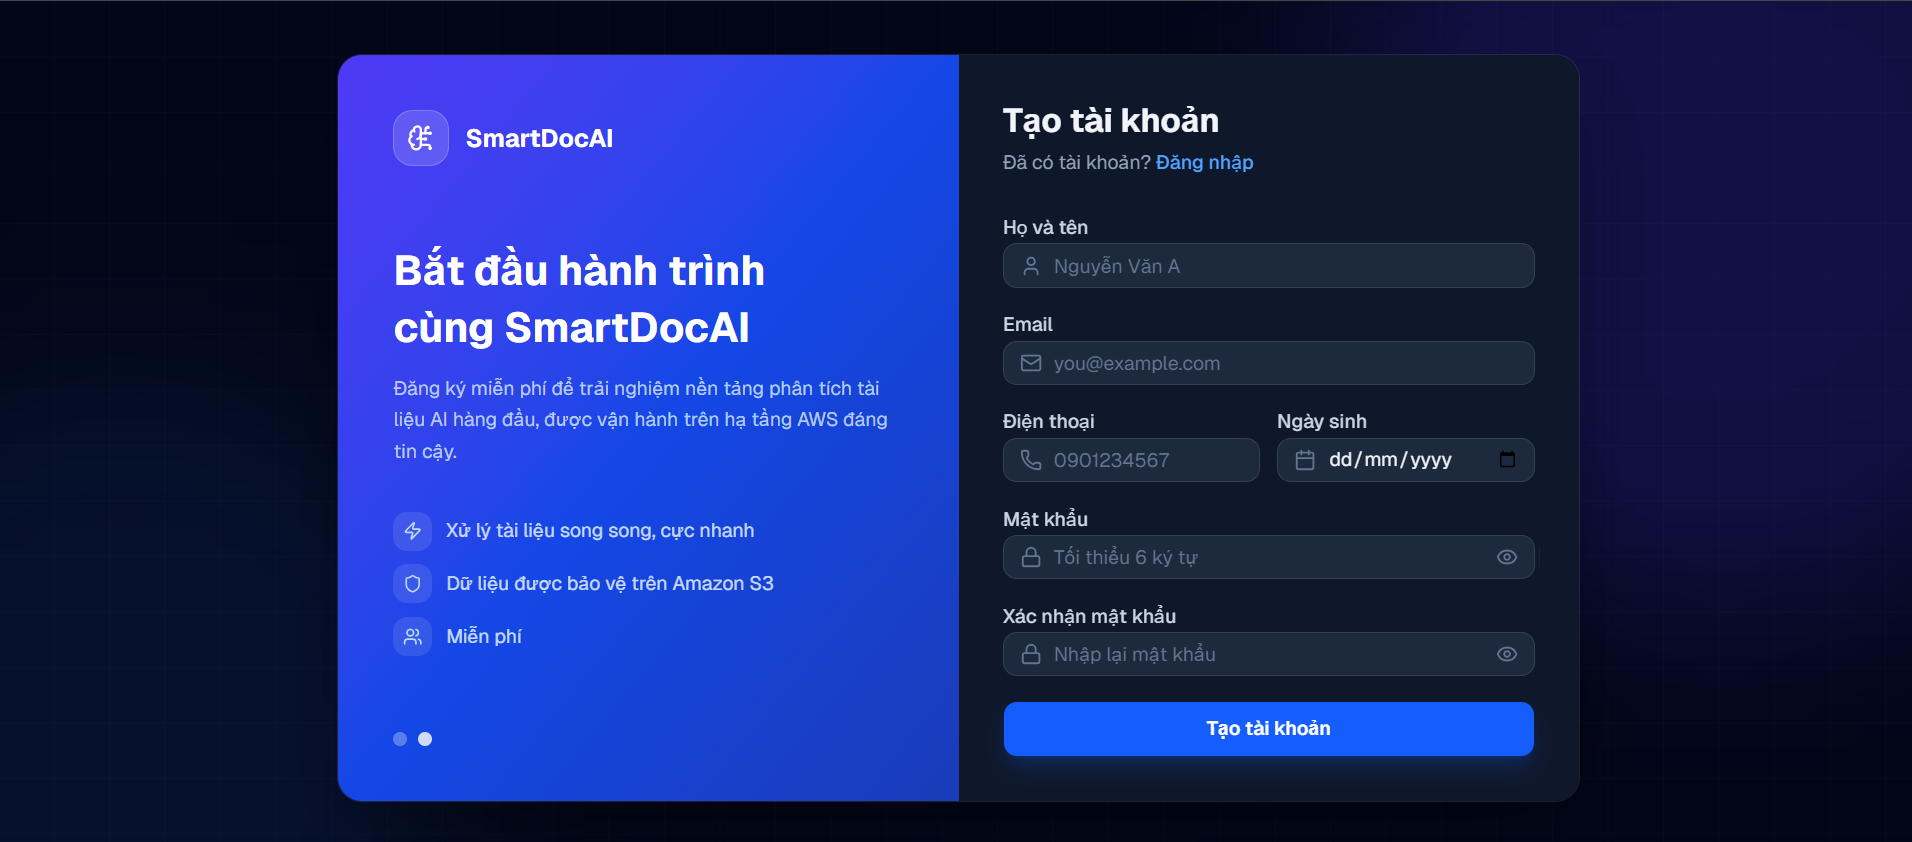 SmartDocAI
Bắt đầu hành trình
cùng SmartDocAI
Đăng ký miễn phí để trải nghiệm nền tảng phân tích tài
liệu AI hàng đầu, được vận hành trên hạ tầng AWS đáng
tin cậy.
Xử lý tài liệu song song, cực nhanh
Dữ liệu được bảo vệ trên Amazon S3
Miễn phí
Tạo tài khoản
Đã có tài khoản? Đăng nhập
Họ và tên
Nguyễn Văn A
Email
you@example.com
Điện thoại
0901234567
Ngày sinh
dd/mm/yyyy
Mật khẩu
Tối thiểu 6 ký tự
Xác nhận mật khẩu
Nhập lại mật khẩu
Tạo tài khoản